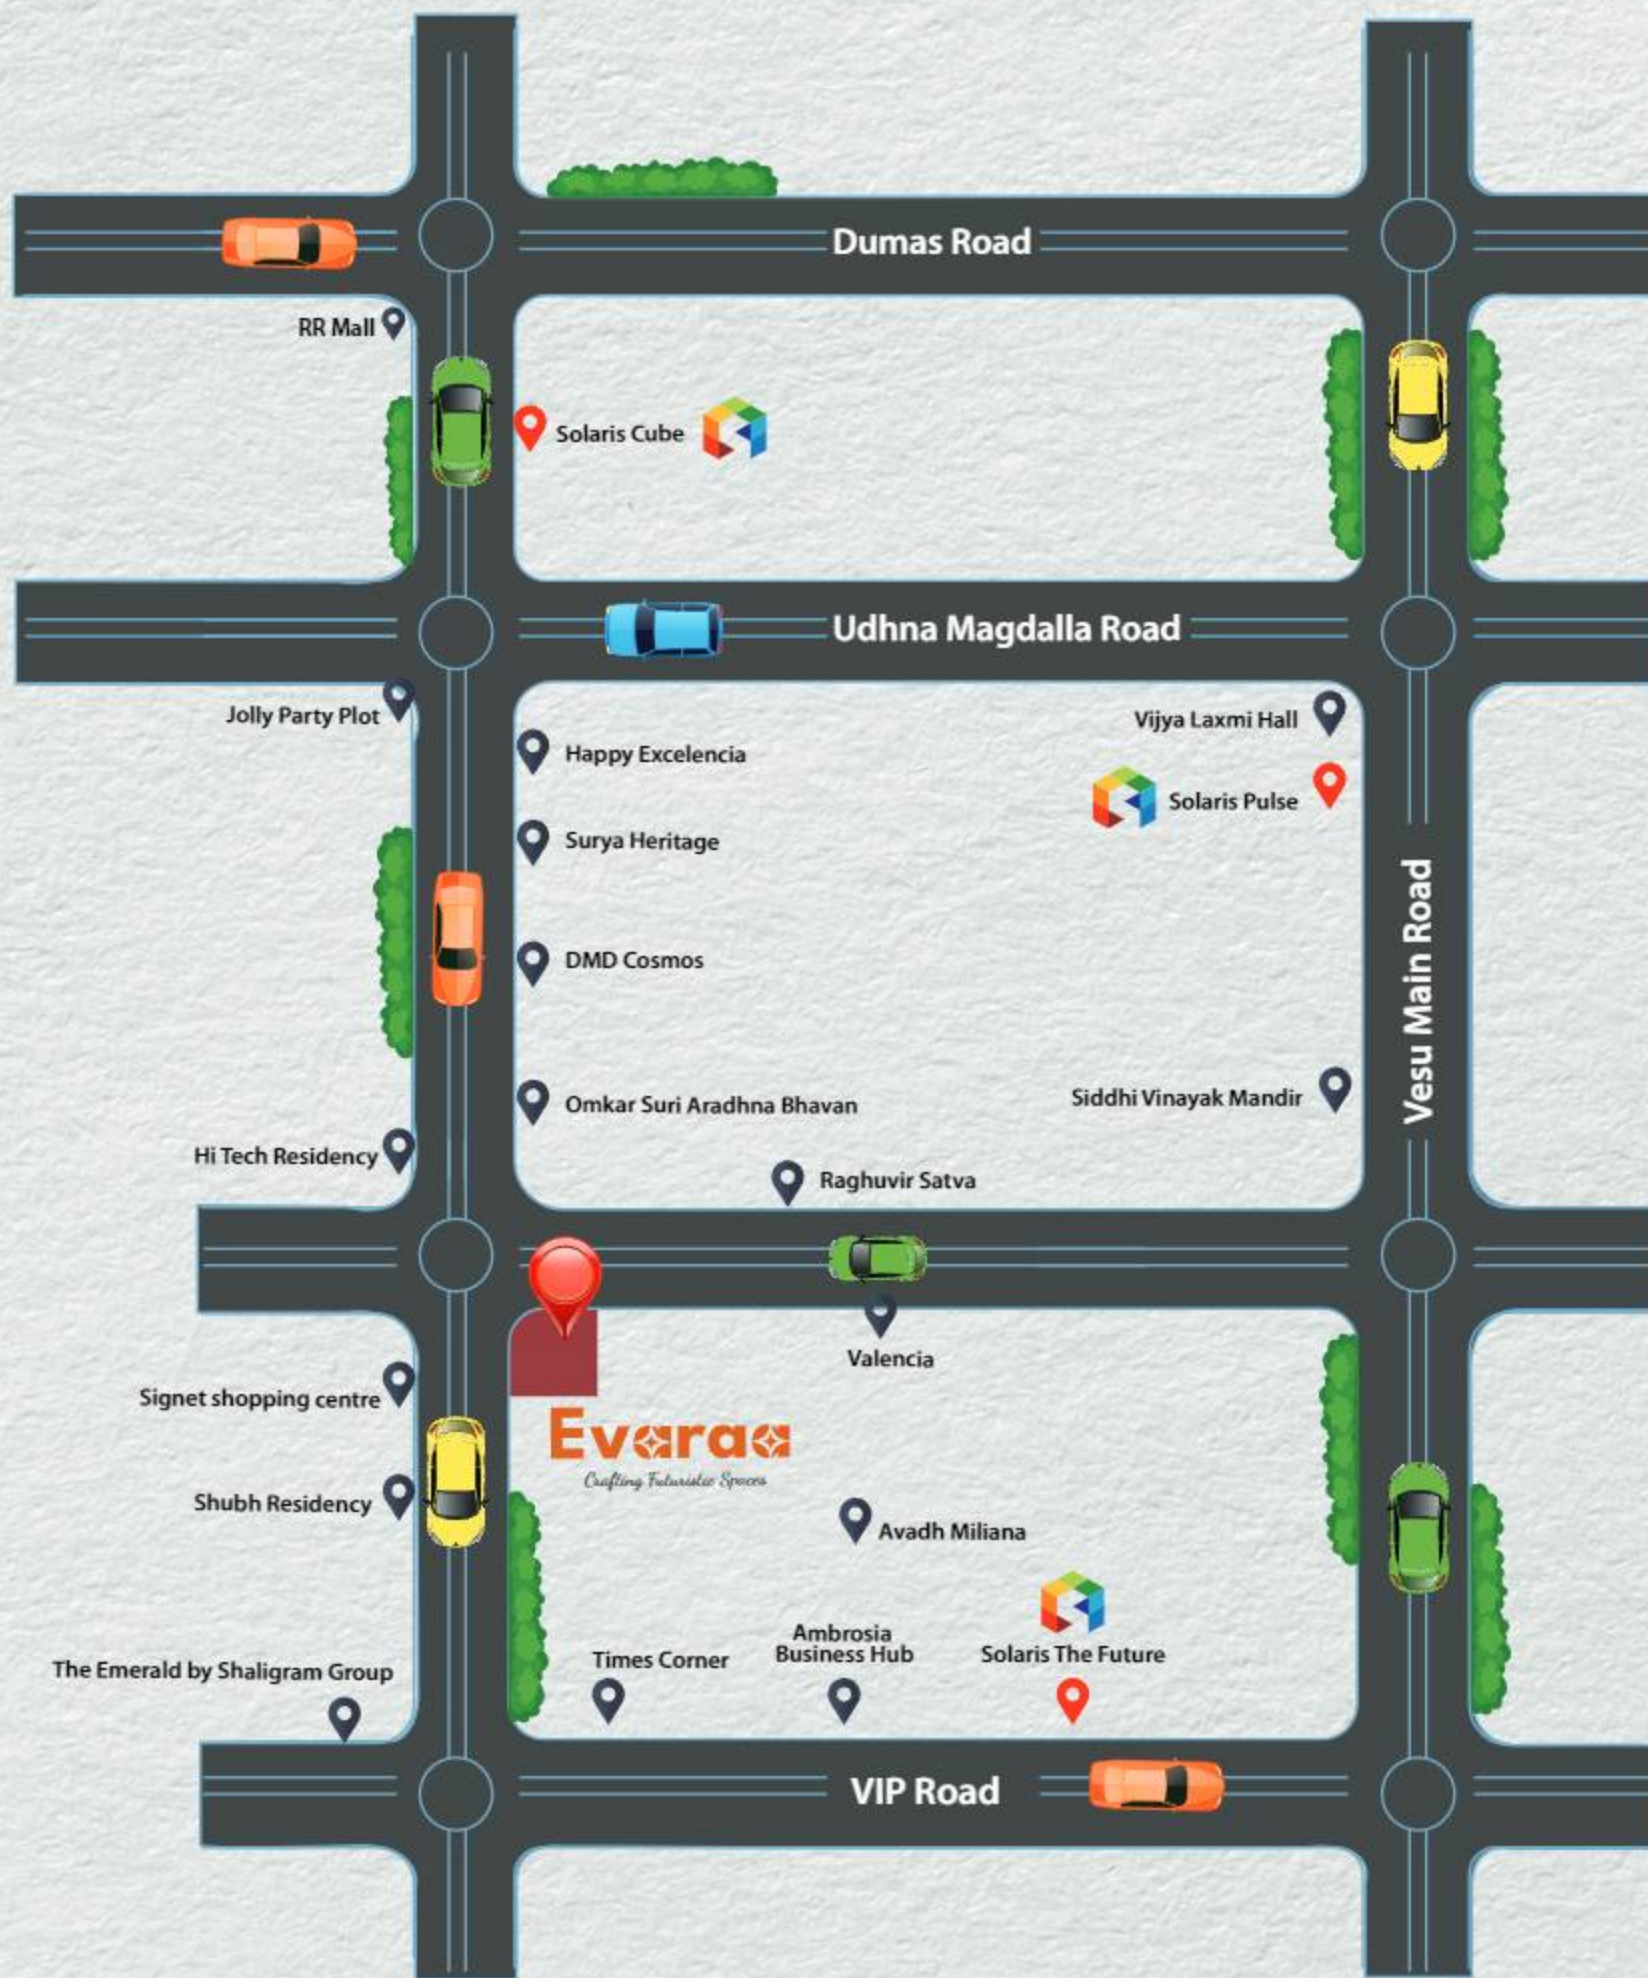 Dumas Road
RR Mall
Solaris Cube
Udhna Magdalla Road
Jolly Party Plot
Vijya Laxmi Hall
Happy Excelencia
Solaris Pulse
Surya Heritage
Vesu Main Road
DMD Cosmos
Siddhi Vinayak Mandir
Omkar Suri Aradhna Bhavan
Hi Tech Residency
Raghuvir Satva
Valencia
Signet shopping centre
Evaraa
Crafting Futuristic Spaces
Shubh Residency
Avadh Miliana
Ambrosia
Business Hub
Solaris The Future
Times Corner
The Emerald by Shaligram Group
VIP Road